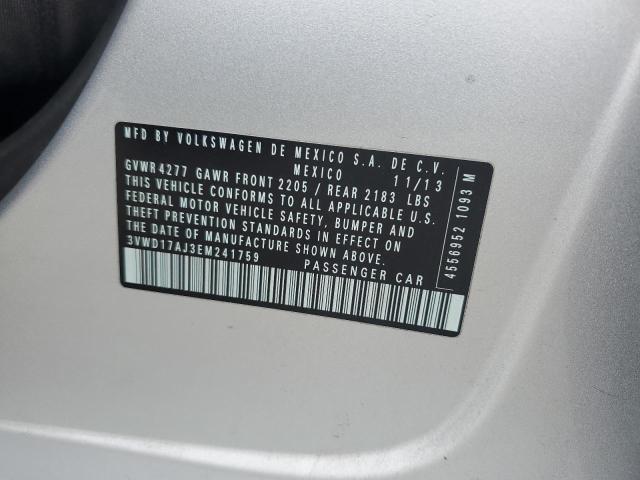 MFD BY VOLKSWAGEN DE MEXICO S.A. DE C.V.
MEXICO 11/13
GVWR 4277 GAWR FRONT 2205 / REAR 2183 LBS
THIS VEHICLE CONFORMS TO ALL APPLICABLE U.S.
FEDERAL MOTOR VEHICLE SAFETY, BUMPER AND
THEFT PREVENTION STANDARDS IN EFFECT ON
THE DATE OF MANUFACTURE SHOWN ABOVE.
3VWD17AJ3EM241759 PASSENGER CAR
4556952 1093 M